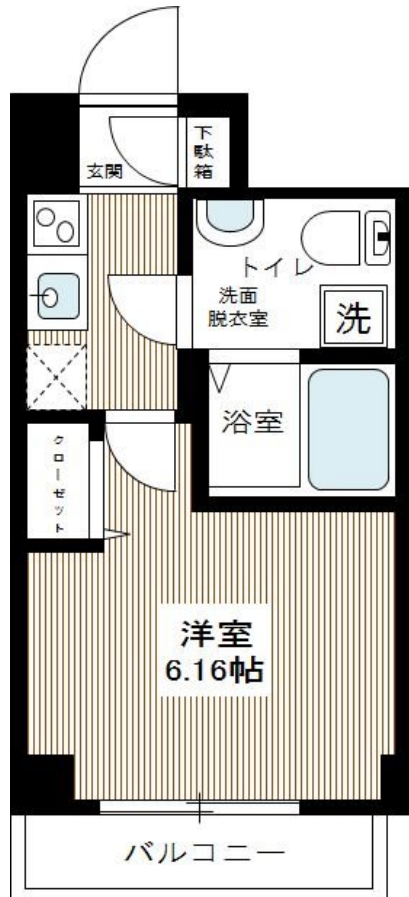 下駄箱
玄関
トイレ
洗面
脱衣室
洗
浴室
クローゼット
洋室
6.16帖
バルコニー